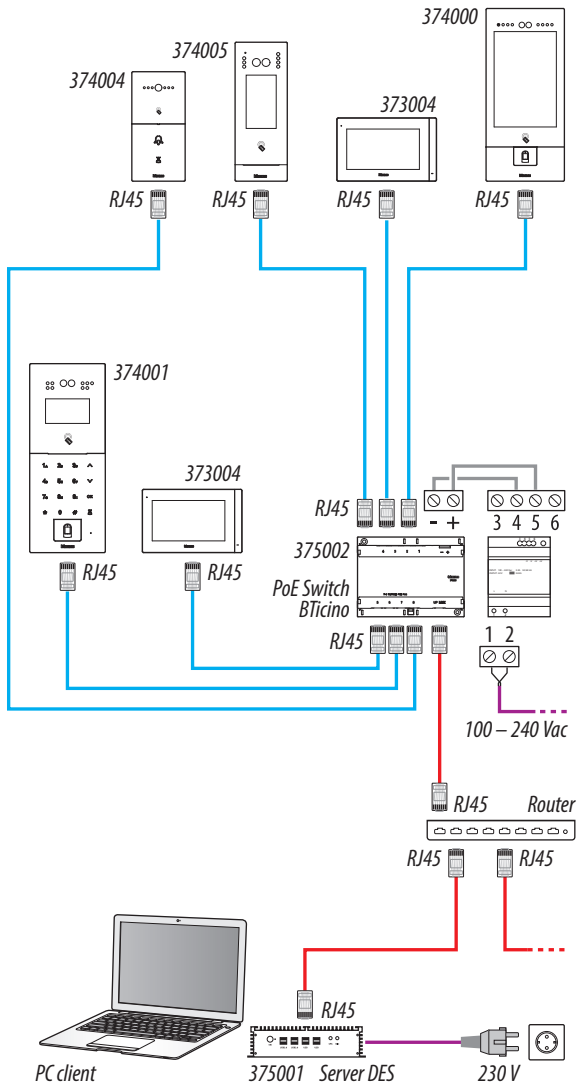 374000
374005
374004
373004
RJ45
RJ45
RJ45
RJ45
374001
373004
RJ45
- +
3 4 5 6
375002
RJ45
RJ45
PoE Switch
BTicino
RJ45
1 2
100 – 240 Vac
RJ45
Router
RJ45
RJ45
RJ45
PC client
375001
Server DES
230 V